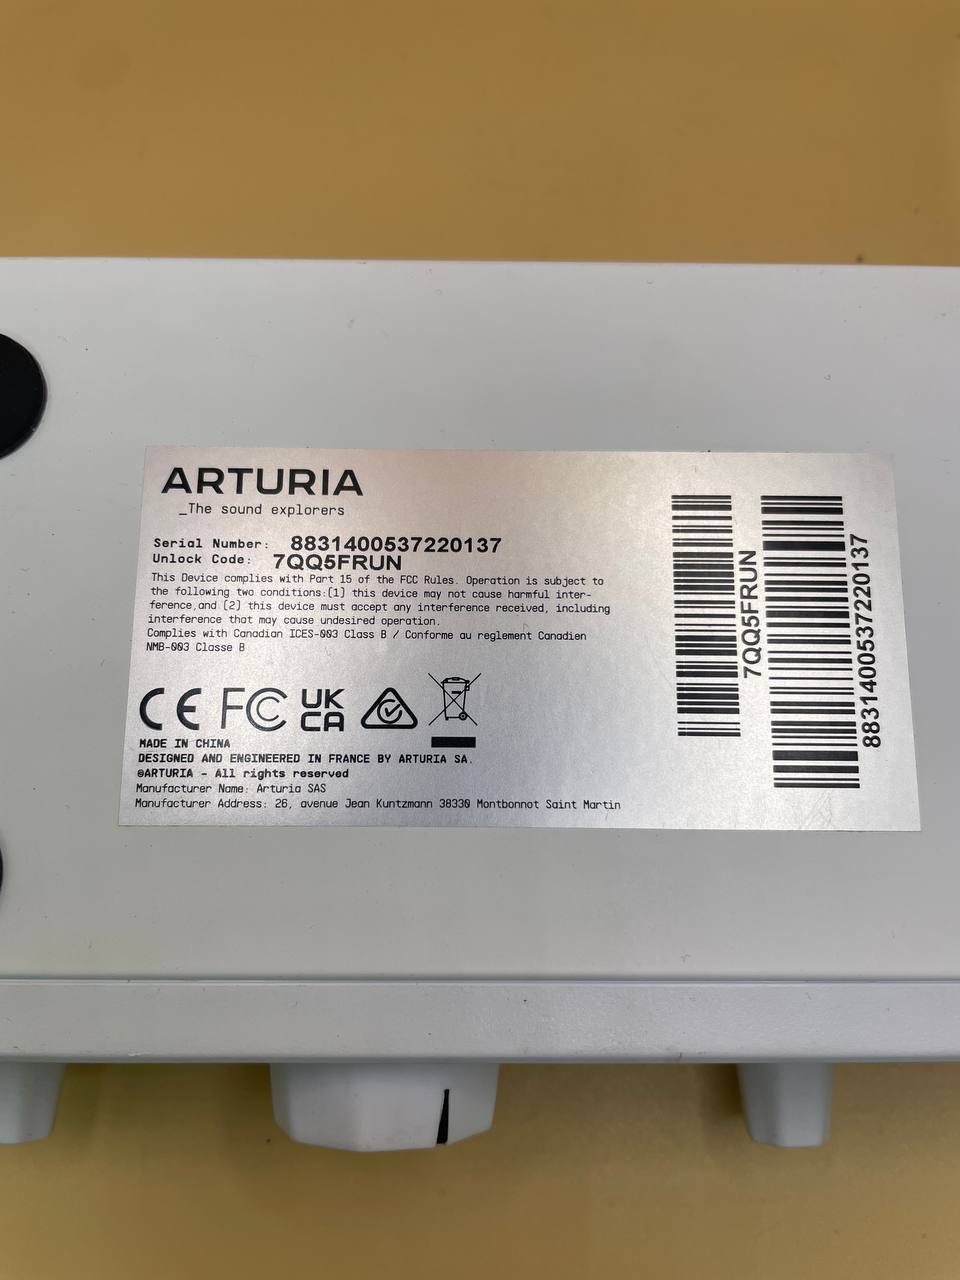 ARTURIA
_The sound explorers
Serial Number: 8831400537220137
Unlock Code: 7QQ5FRUN
This Device complies with Part 15 of the FCC Rules. Operation is subject to
the following two conditions:(1) this device may not cause harmful inter-
ference,and (2) this device must accept any interference received, including
interference that may cause undesired operation.
Complies with Canadian ICES-003 Class B / Conforme au reglement Canadien
NMB-003 Classe B
CE FC UK CA
MADE IN CHINA
DESIGNED AND ENGINEERED IN FRANCE BY ARTURIA SA.
©ARTURIA - All rights reserved
Manufacturer Name: Arturia SAS
Manufacturer Address: 26, avenue Jean Kuntzmann 38330 Montbonnot Saint Martin
7QQ5FRUN
8831400537220137